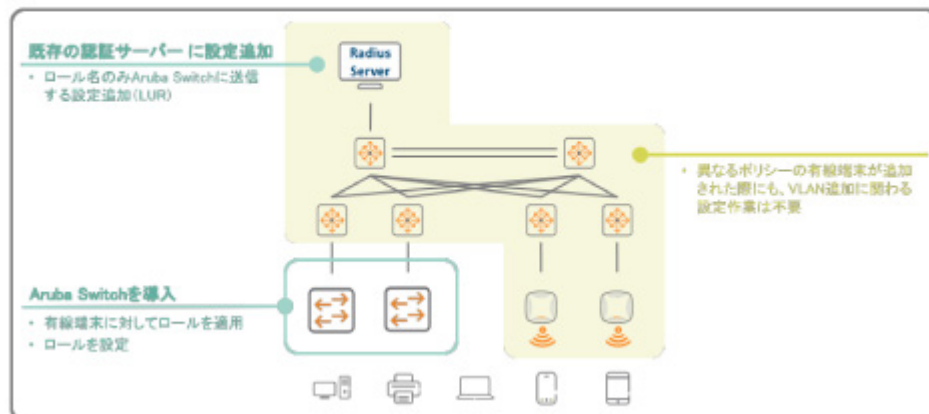 既存の認証サーバー に設定追加
・ ロール名のみAruba Switchに送信
する設定追加(LUR)
Radius
Server
・ 異なるポリシーの有線端末が追加
された際にも、VLAN追加に関わる
設定作業は不要
Aruba Switchを導入
・ 有線端末に対してロールを適用
・ ロールを設定